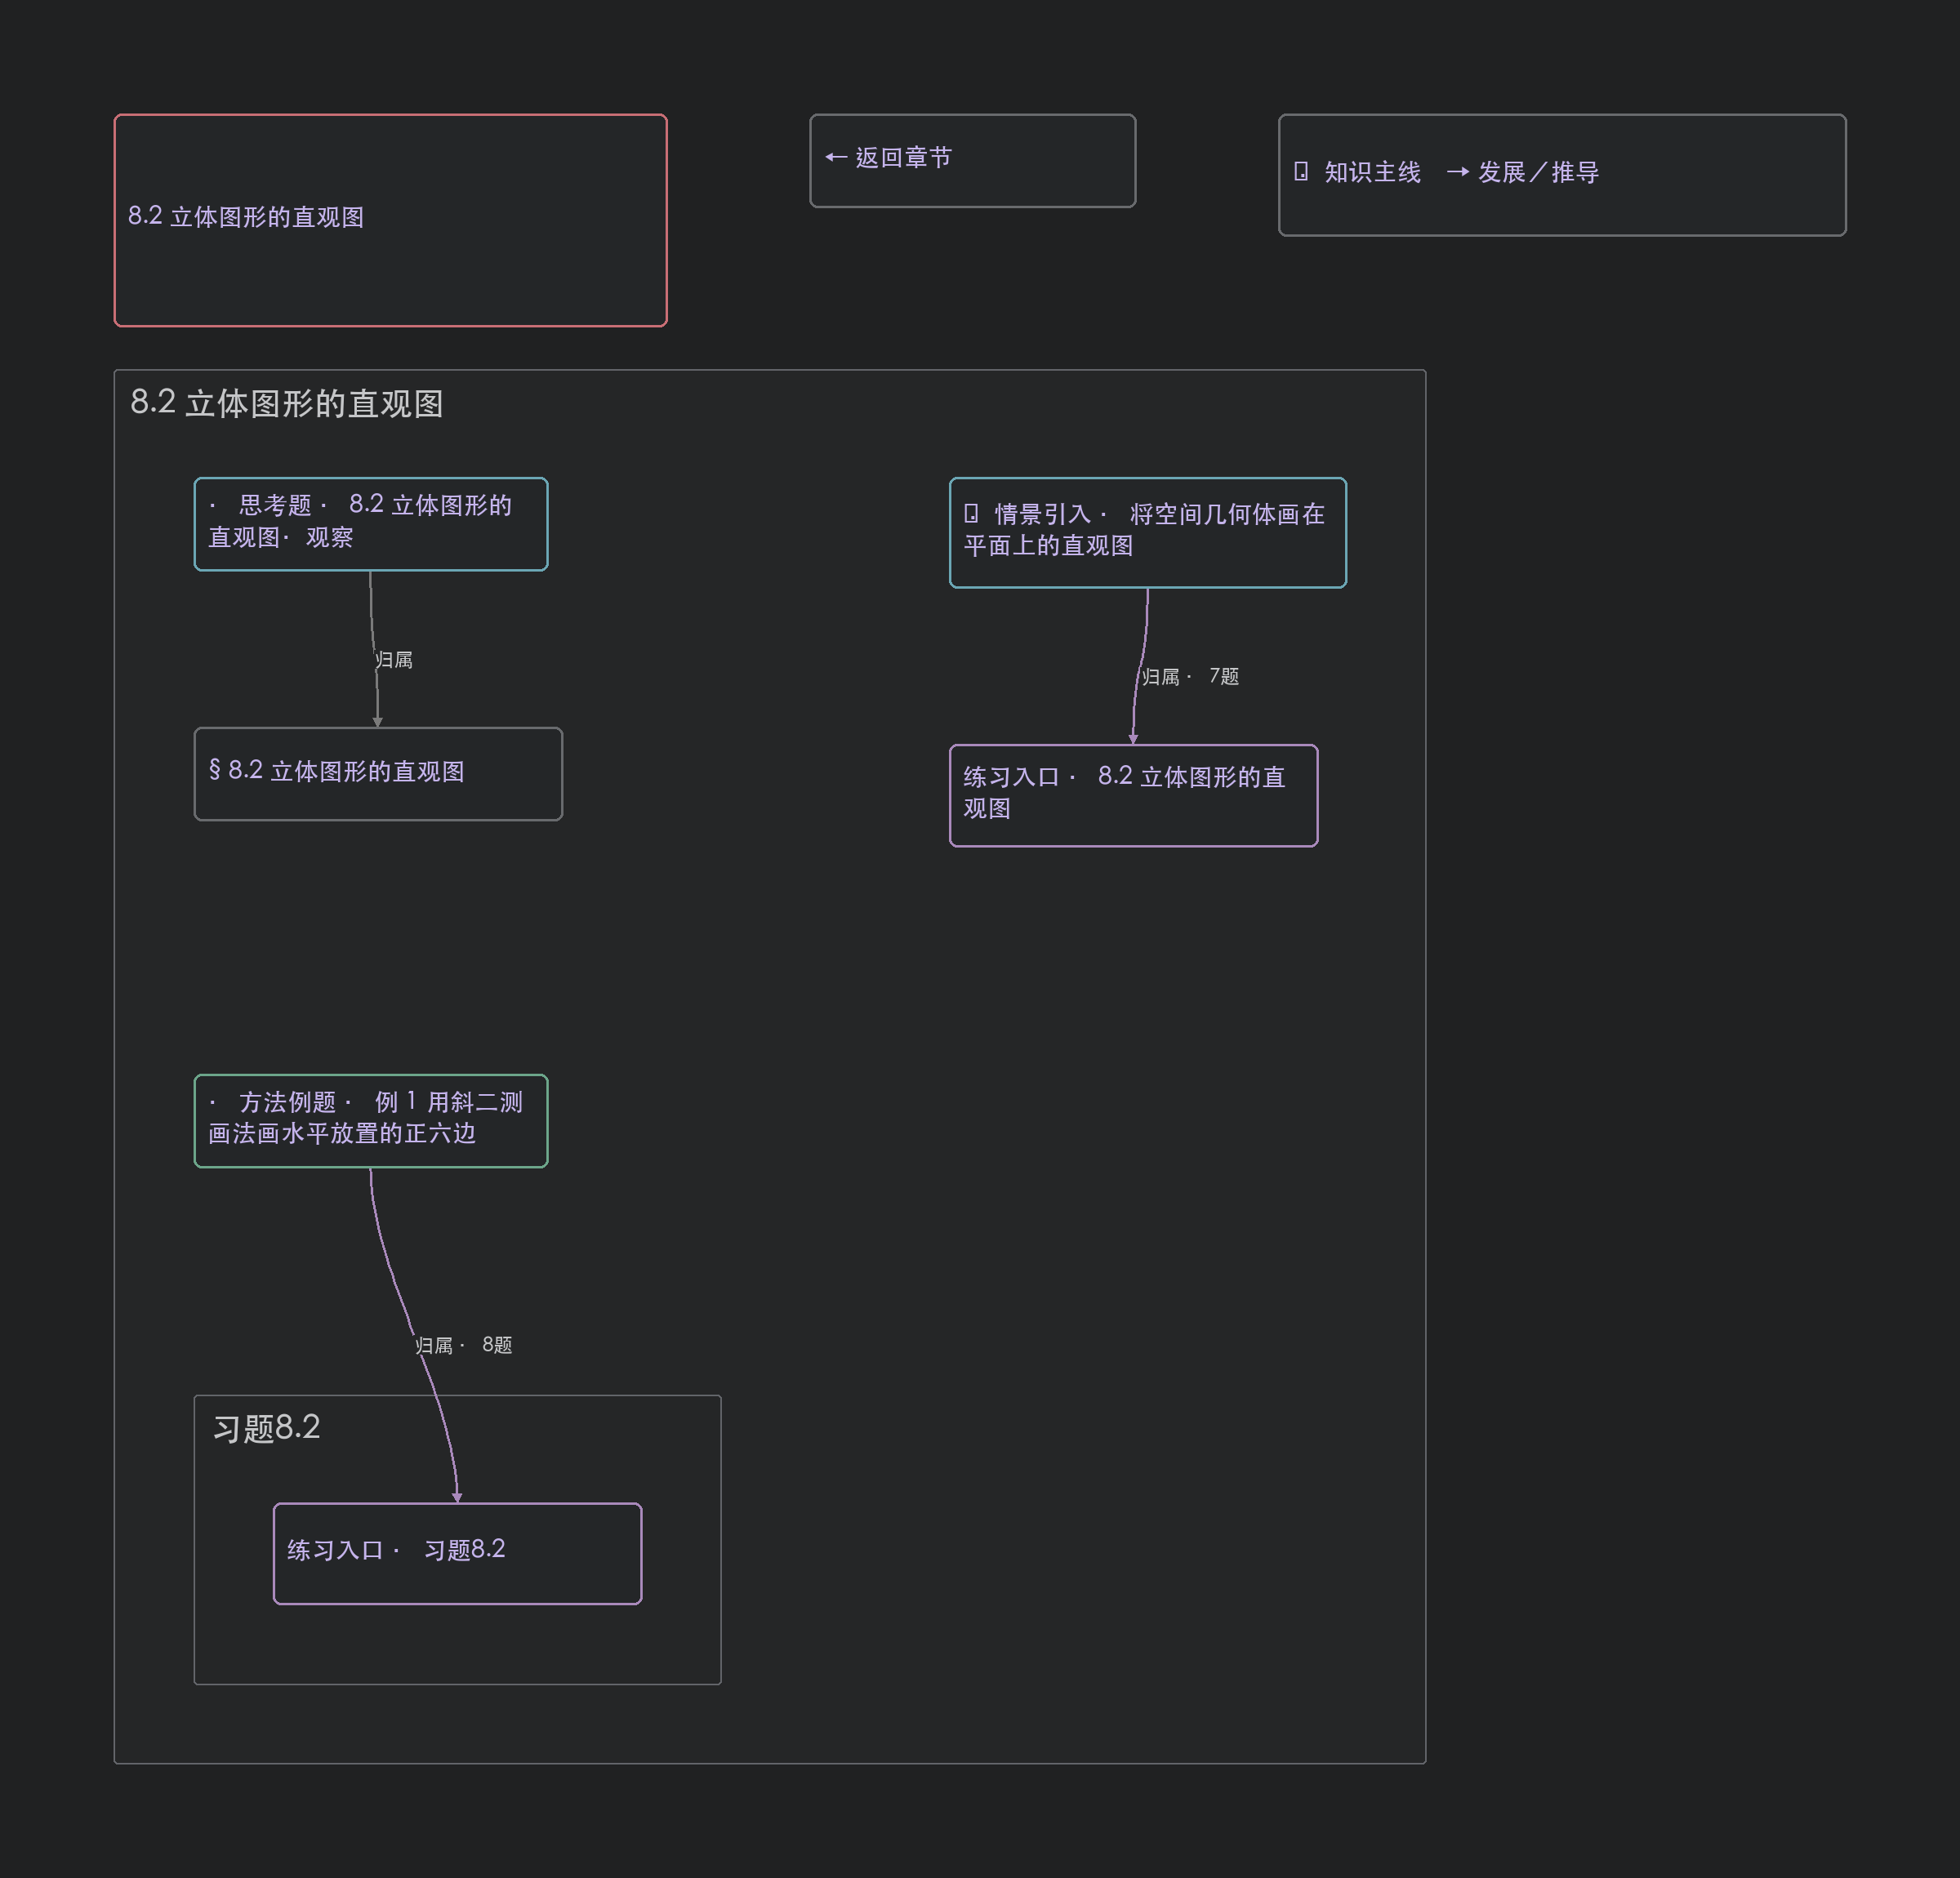 8.2 立体图形的直观图
← 返回章节
知识主线 → 发展／推导
8.2 立体图形的直观图
· 思考题 · 8.2 立体图形的
直观图· 观察
情景引入 · 将空间几何体画在
平面上的直观图
归属
归属 · 7题
§ 8.2 立体图形的直观图
练习入口 · 8.2 立体图形的直
观图
· 方法例题 · 例 1 用斜二测
画法画水平放置的正六边
归属 · 8题
习题8.2
练习入口 · 习题8.2